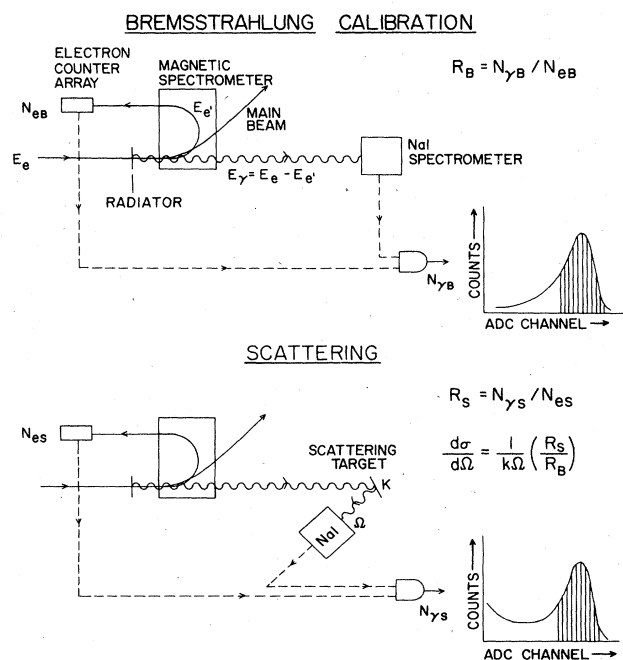 BREMSSTRAHLUNG CALIBRATION
ELECTRON
COUNTER
ARRAY
MAGNETIC
SPECTROMETER
R_B = N_γB / N_eB
N_eB
E_e'
MAIN
BEAM
NaI
SPECTROMETER
E_e
E_γ = E_e - E_e'
RADIATOR
N_γB
COUNTS
ADC CHANNEL
SCATTERING
R_S = N_γS / N_eS
N_eS
dσ/dΩ = 1/kΩ (R_S/R_B)
SCATTERING
TARGET
K
Ω
NaI
N_γS
COUNTS
ADC CHANNEL